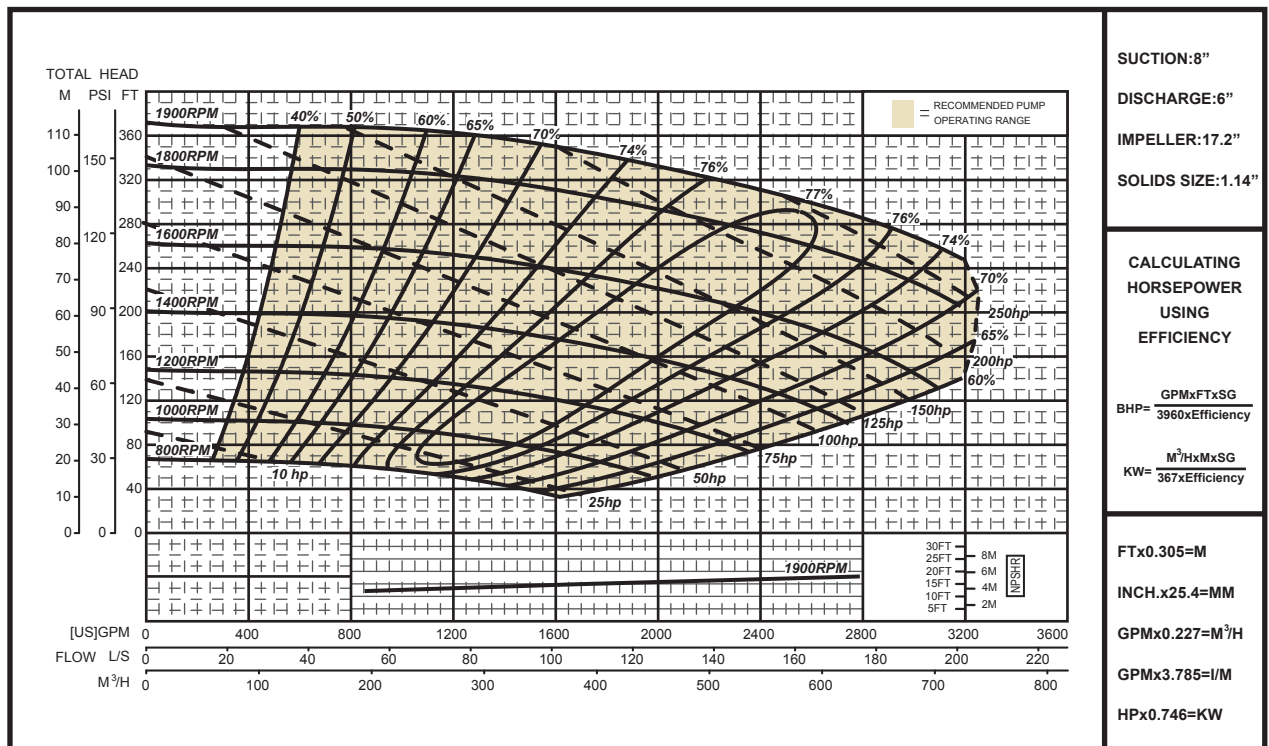 TOTAL HEAD
M PSI FT
110
100
90
80
70
60
50
40
30
20
10
0
150
120
90
60
30
0
360
320
280
240
200
160
120
80
40
0
1900RPM
1800RPM
1600RPM
1400RPM
1200RPM
1000RPM
800RPM
40%
50%
60%
65%
70%
74%
76%
77%
76%
74%
70%
250hp
65%
200hp
60%
150hp
125hp
100hp
75hp
50hp
25hp
10 hp
= RECOMMENDED PUMP
OPERATING RANGE
1900RPM
30FT
25FT
20FT
15FT
10FT
5FT
8M
6M
4M
2M
NPSHR
[US]GPM 0 400 800 1200 1600 2000 2400 2800 3200 3600
FLOW L/S 0 20 40 60 80 100 120 140 160 180 200 220
M³/H 0 100 200 300 400 500 600 700 800
SUCTION:8”
DISCHARGE:6”
IMPELLER:17.2”
SOLIDS SIZE:1.14”
CALCULATING
HORSEPOWER
USING
EFFICIENCY
BHP= GPMxFTxSG
3960xEfficiency
KW= M³/HxMxSG
367xEfficiency
FTx0.305=M
INCH.x25.4=MM
GPMx0.227=M³/H
GPMx3.785=l/M
HPx0.746=KW